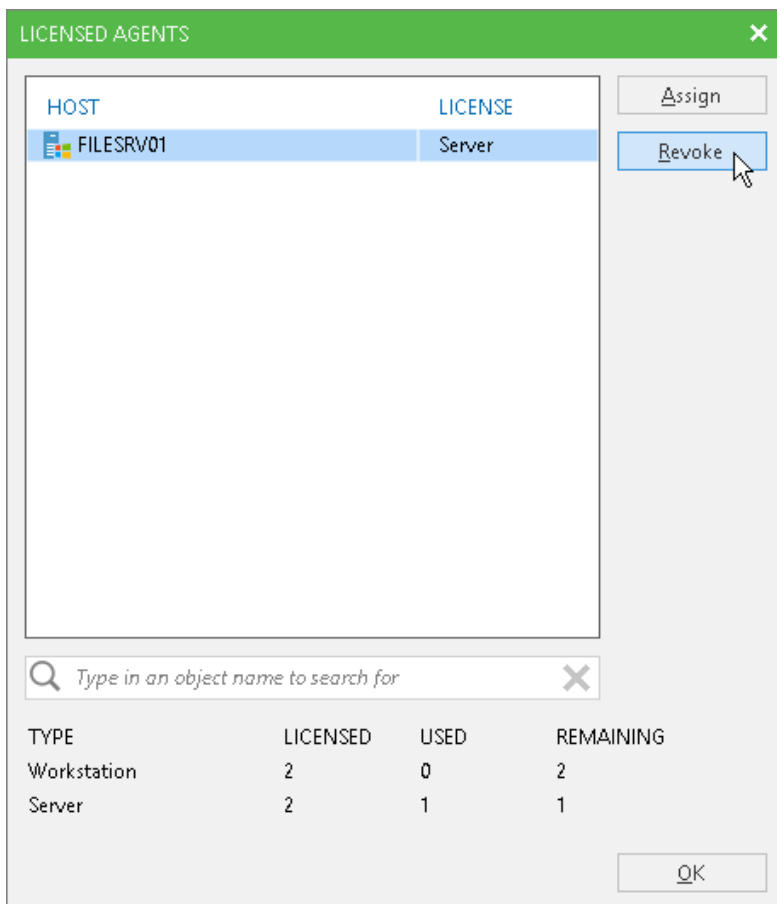 LICENSED AGENTS
HOST LICENSE
FILESRV01 Server
Assign
Revoke
Type in an object name to search for
TYPE LICENSED USED REMAINING
Workstation 2 0 2
Server 2 1 1
OK